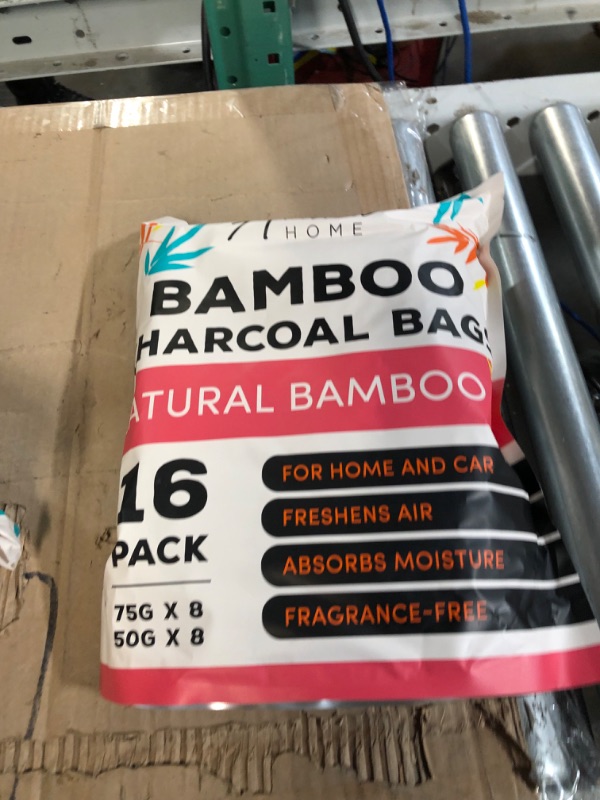 HOME
BAMBOO
HARCOAL BAGS
ATURAL BAMBOO
16
PACK
75G X 8
50G X 8
FOR HOME AND CAR
FRESHENS AIR
ABSORBS MOISTURE
FRAGRANCE-FREE